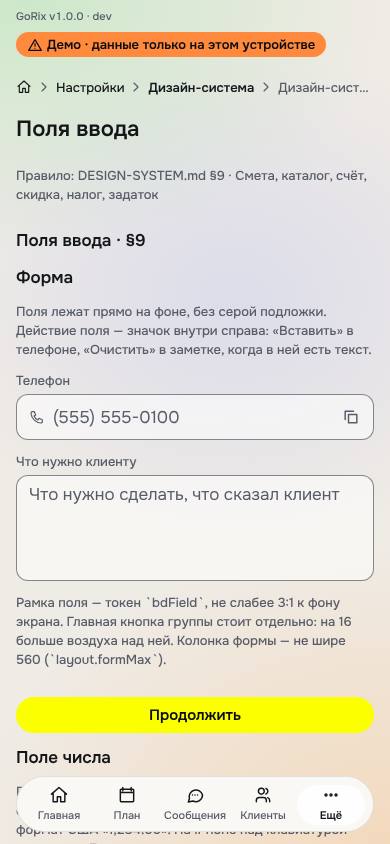 GoRix v1.0.0 · dev
Демо · данные только на этом устройстве
Настройки > Дизайн-система > Дизайн-сист...
Поля ввода
Правило: DESIGN-SYSTEM.md §9 · Смета, каталог, счёт,
скидка, налог, задаток
Поля ввода · §9
Форма
Поля лежат прямо на фоне, без серой подложки.
Действие поля — значок внутри справа: «Вставить» в
телефоне, «Очистить» в заметке, когда в ней есть текст.
Телефон
(555) 555-0100
Что нужно клиенту
Что нужно сделать, что сказал клиент
Рамка поля — токен `bdField`, не слабее 3:1 к фону
экрана. Главная кнопка группы стоит отдельно: на 16
больше воздуха над ней. Колонка формы — не шире
560 (`layout.formMax`).
Продолжить
Поле числа
Главная План Сообщения Клиенты Ещё